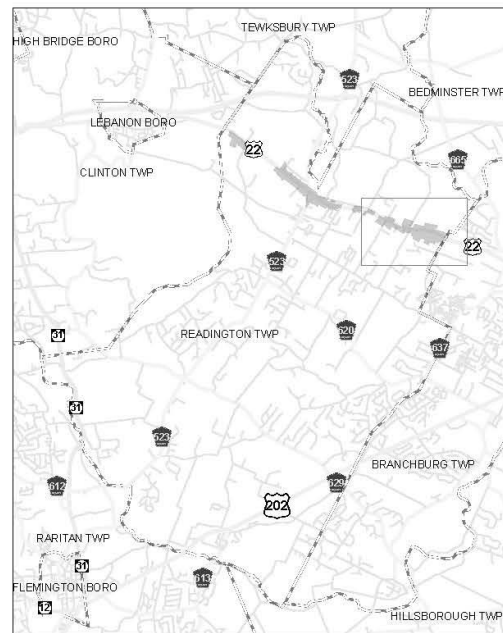 TEWKSBURY TWP
HIGH BRIDGE BORO
523
BEDMINSTER TWP
LEBANON BORO
22
665
CLINTON TWP
22
523
31
READINGTON TWP
620
637
31
523
BRANCHBURG TWP
612
629
202
RARITAN TWP
31
613
FLEMINGTON BORO
12
HILLSBOROUGH TWP